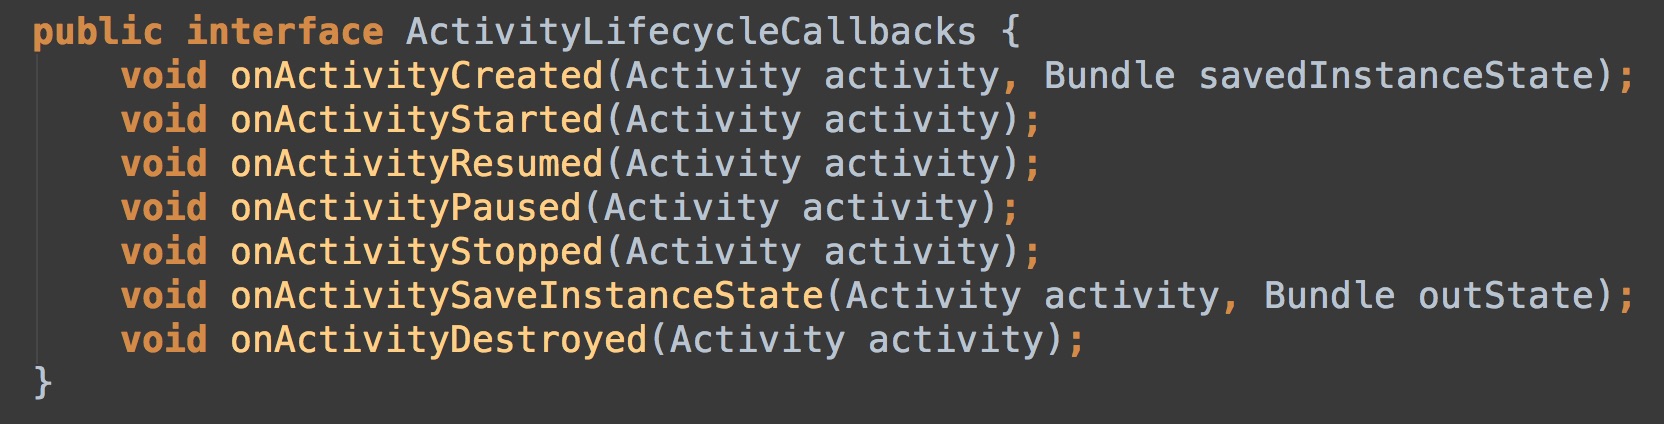 public interface ActivityLifecycleCallbacks {
    void onActivityCreated(Activity activity, Bundle savedInstanceState);
    void onActivityStarted(Activity activity);
    void onActivityResumed(Activity activity);
    void onActivityPaused(Activity activity);
    void onActivityStopped(Activity activity);
    void onActivitySaveInstanceState(Activity activity, Bundle outState);
    void onActivityDestroyed(Activity activity);
}